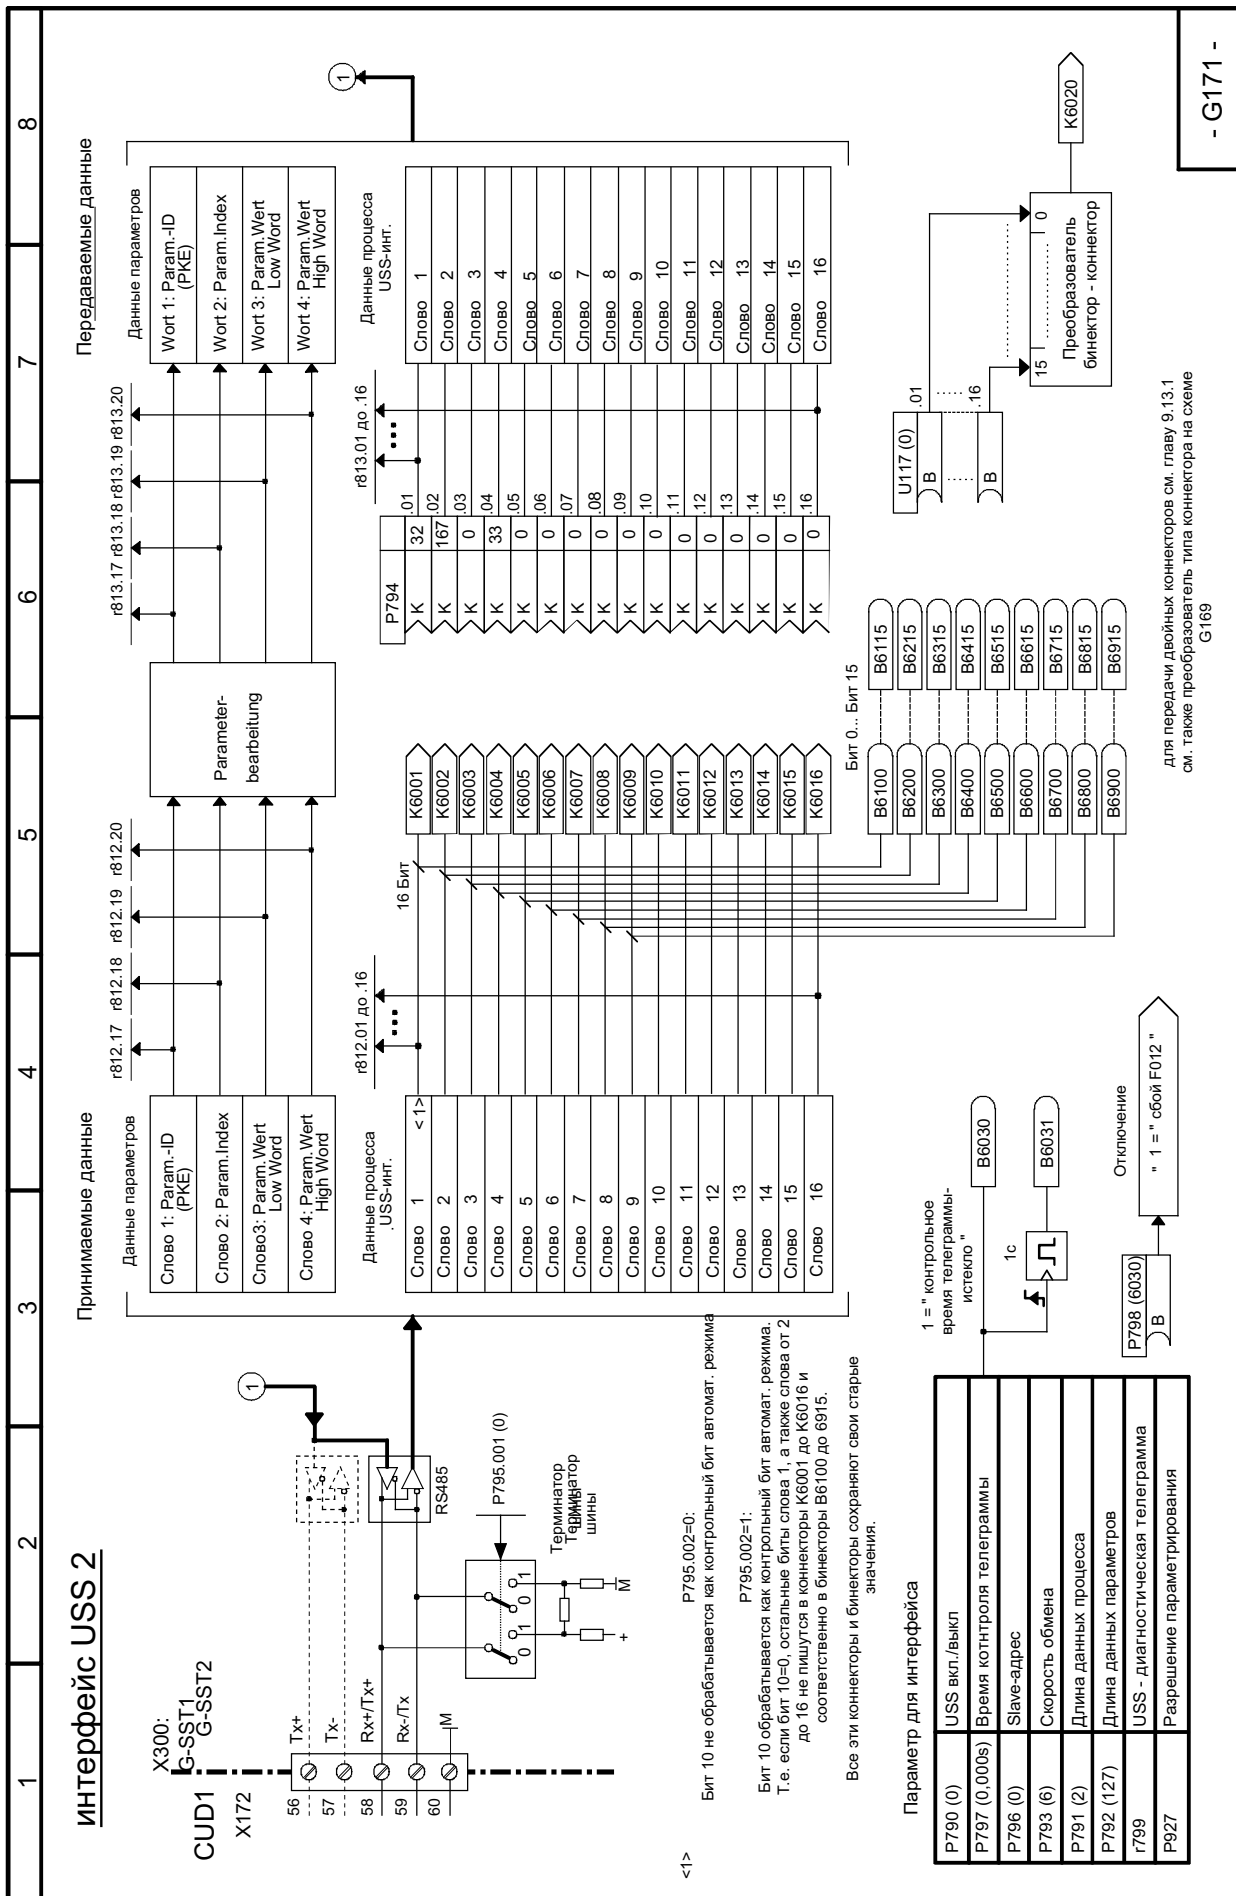 1 2 3 4 5 6 7 8
интерфейс USS 2
X300:
G-SST1
G-SST2
CUD1
X172
56 Tx+
57 Tx-
58 Rx+/Tx+
59 Rx-/Tx
60 M
1
RS485
P795.001 (0)
0 1 0 1
+ M
Терминатор
шины
Терминатор
шины
<1>
P795.002=0:
Бит 10 не обрабатывается как контрольный бит автомат. режима
P795.002=1:
Бит 10 обрабатывается как контрольный бит автомат. режима.
Т.е. если бит 10=0, остальные биты слова 1, а также слова от 2
до 16 не пишутся в коннекторы К6001 до К6016 и
соответственно в бинекторы В6100 до 6915.
Все эти коннекторы и бинекторы сохраняют свои старые
значения.
Параметр для интерфейса
P790 (0) USS вкл./выкл
P797 (0,000s) Время котнтроля телеграммы
P796 (0) Slave-адрес
P793 (6) Скорость обмена
P791 (2) Длина данных процесса
P792 (127) Длина данных параметров
r799 USS - диагностическая телеграмма
P927 Разрешение параметрирования
1 = " контрольное
время телеграммы-
истекло "
B6030
1с
B6031
P798 (6030)
B
Отключение
" 1 = " сбой F012 "
Принимаемые данные
Данные параметров
Слово 1: Param.-ID
(PKE)
Слово 2: Param.Index
Слово3: Param.Wert
Low Word
Слово 4: Param.Wert
High Word
r812.17 r812.18 r812.19 r812.20
Parameter-
bearbeitung
Данные процесса
.USS-инт.
Слово 1 <1>
Слово 2
Слово 3
Слово 4
Слово 5
Слово 6
Слово 7
Слово 8
Слово 9
Слово 10
Слово 11
Слово 12
Слово 13
Слово 14
Слово 15
Слово 16
r812.01 до .16
16 Бит
K6001
K6002
K6003
K6004
K6005
K6006
K6007
K6008
K6009
K6010
K6011
K6012
K6013
K6014
K6015
K6016
Бит 0... Бит 15
B6100 B6115
B6200 B6215
B6300 B6315
B6400 B6415
B6500 B6515
B6600 B6615
B6700 B6715
B6800 B6815
B6900 B6915
Передаваемые данные
r813.17 r813.18 r813.19 r813.20
Данные параметров
Wort 1: Param.-ID
(PKE)
Wort 2: Param.Index
Wort 3: Param.Wert
Low Word
Wort 4: Param.Wert
High Word
P794
K 32 .01
K 167 .02
K 0 .03
K 33 .04
K 0 .05
K 0 .06
K 0 .07
K 0 .08
K 0 .09
K 0 .10
K 0 .11
K 0 .12
K 0 .13
K 0 .14
K 0 .15
K 0 .16
r813.01 до .16
Данные процесса
USS-инт.
Слово 1
Слово 2
Слово 3
Слово 4
Слово 5
Слово 6
Слово 7
Слово 8
Слово 9
Слово 10
Слово 11
Слово 12
Слово 13
Слово 14
Слово 15
Слово 16
1
U117 (0)
B .01
B .16
15 0
Преобразователь
бинектор - коннектор
K6020
для передачи двойных коннекторов см. главу 9.13.1
см. также преобразователь типа коннектора на схеме
G169
- G171 -